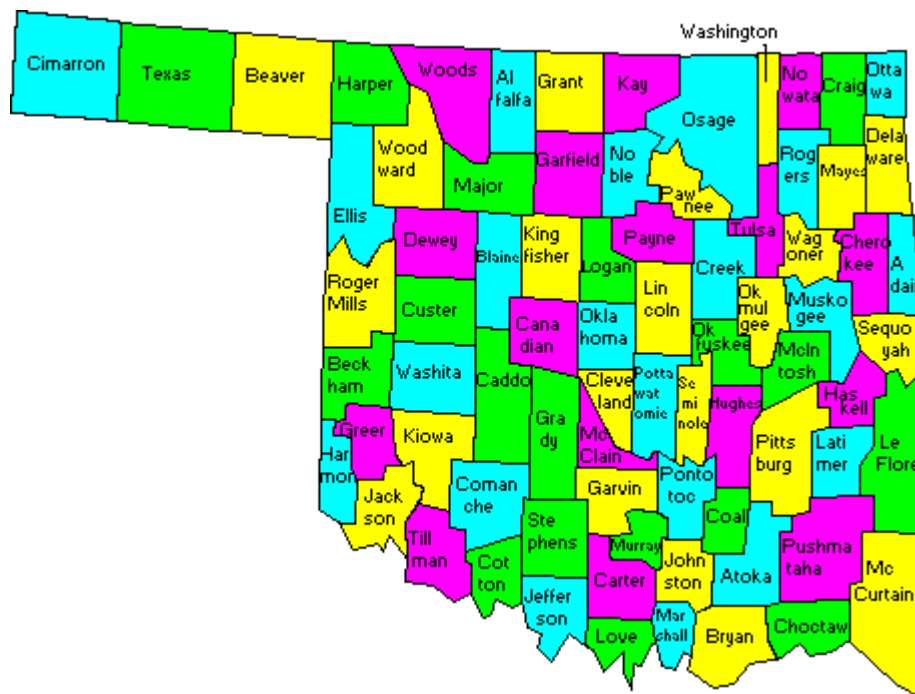 Washington
Cimarron
Texas
Beaver
Harper
Woods
Al
falfa
Grant
Kay
Osage
No
wata
Craig
Otta
wa
Wood
ward
Major
Garfield
No
ble
Paw
nee
Rog
ers
Mayes
Dela
ware
Ellis
Dewey
Blaine
King
fisher
Logan
Payne
Creek
Tulsa
Wag
oner
Chero
kee
A
dair
Roger
Mills
Custer
Cana
dian
Okla
homa
Lin
coln
Ok
mul
gee
Musko
gee
Sequo
yah
Beck
ham
Washita
Caddo
Gra
dy
Cleve
land
Potta
wat
omie
Se
mi
nole
Ok
fuskee
Hughes
McIn
tosh
Has
kell
Greer
Har
mon
Kiowa
Mc
Clain
Pitts
burg
Lati
mer
Le
Flore
Jack
son
Coman
che
Garvin
Ponto
toc
Coal
Till
man
Cot
ton
Ste
phens
Murray
John
ston
Atoka
Pushma
taha
Mc
Curtain
Jeffer
son
Carter
Love
Mar
shall
Bryan
Choctaw